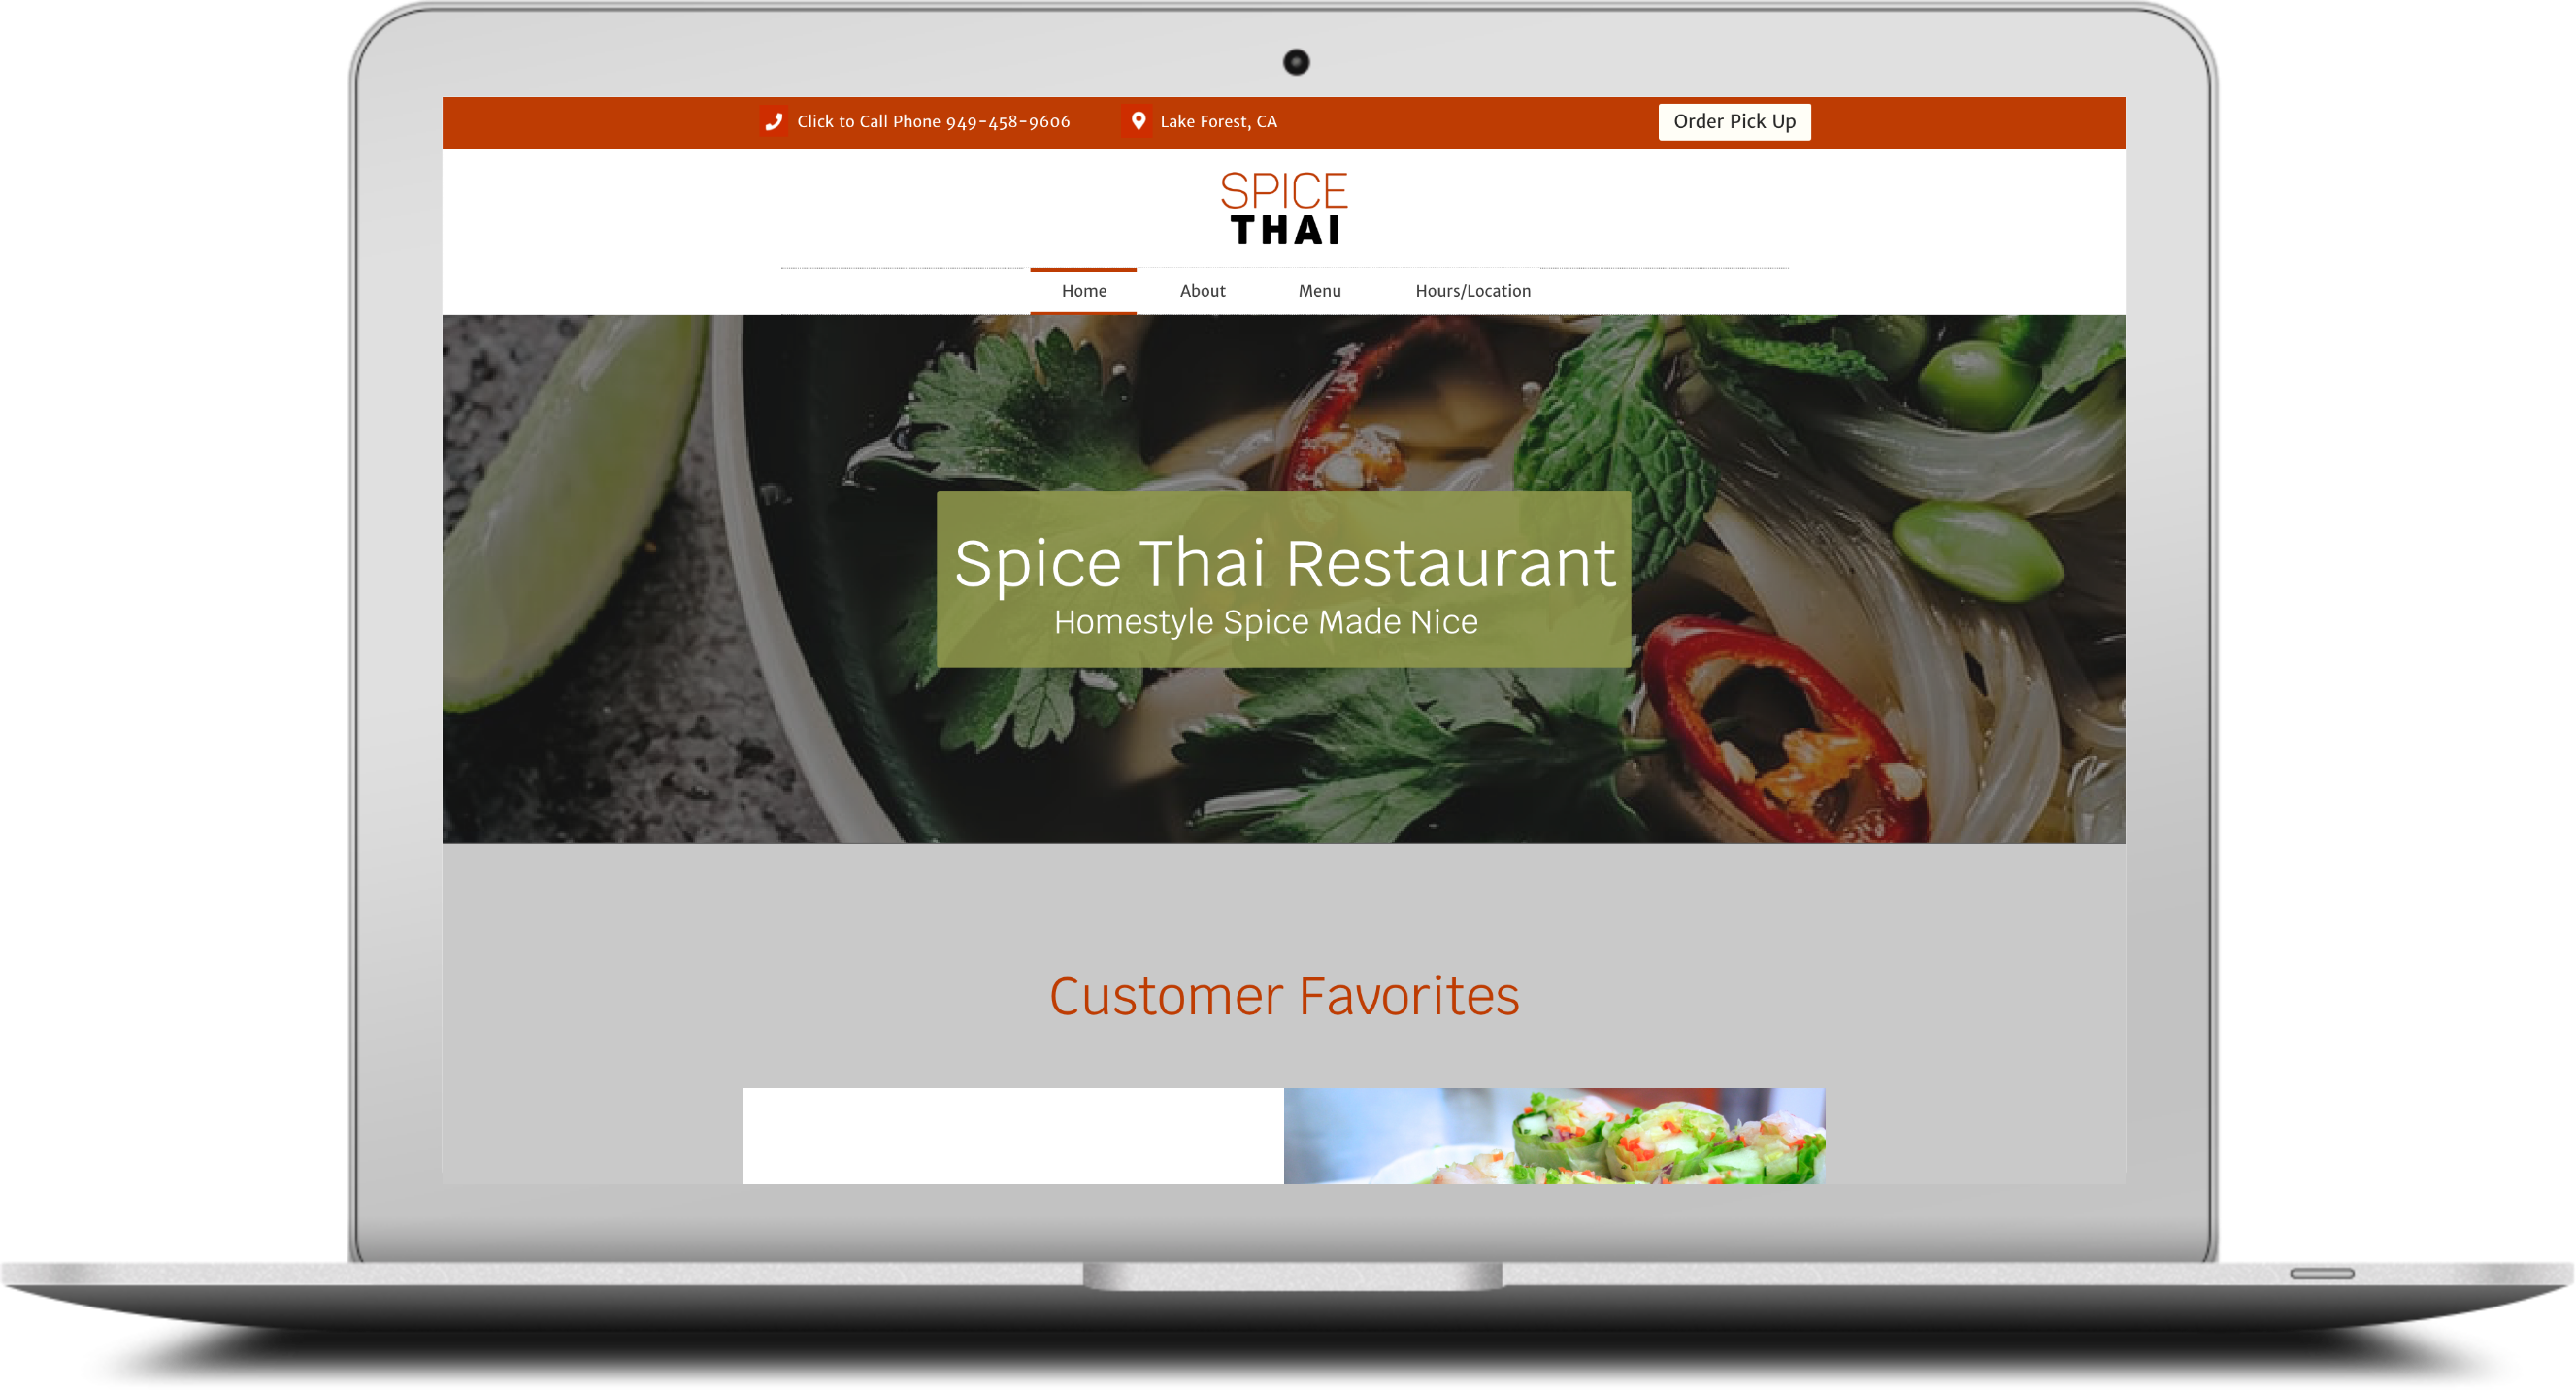 Click to Call Phone 949-458-9606
Lake Forest, CA
Order Pick Up
SPICE
THAI
Home
About
Menu
Hours/Location
Spice Thai Restaurant
Homestyle Spice Made Nice
Customer Favorites